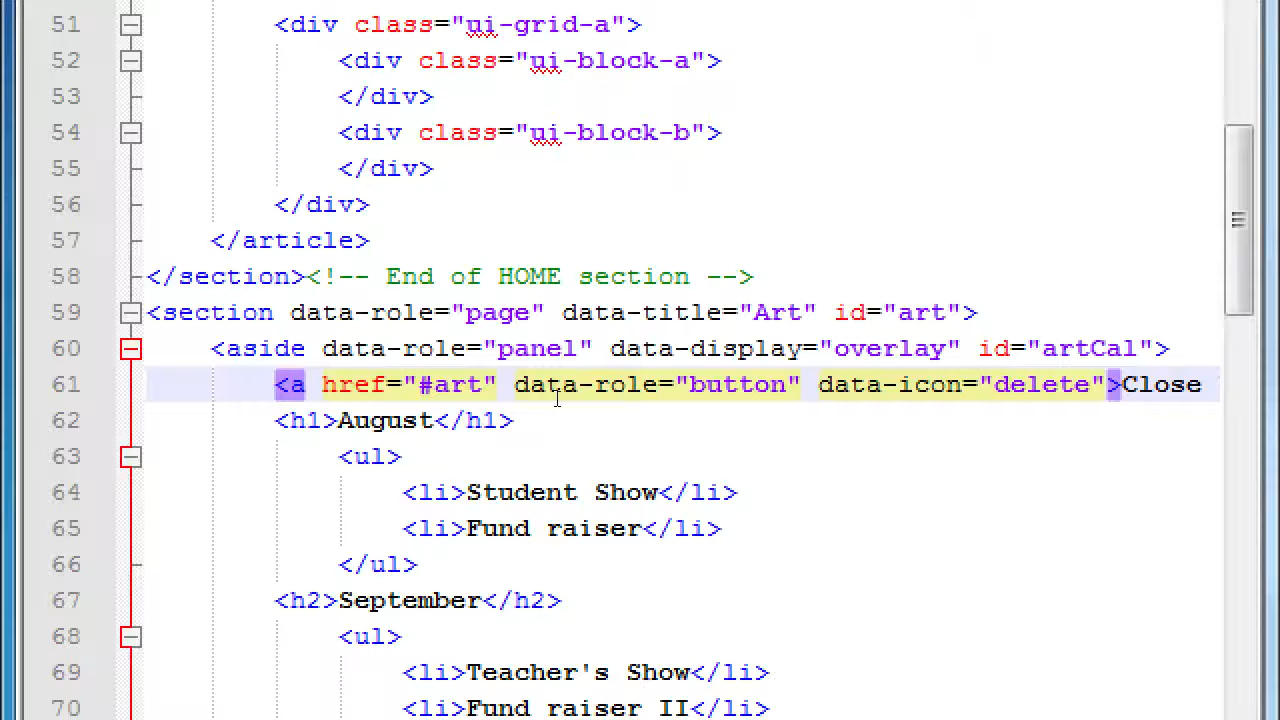 51 <div class="ui-grid-a">
52 <div class="ui-block-a">
53 </div>
54 <div class="ui-block-b">
55 </div>
56 </div>
57 </article>
58 </section><!-- End of HOME section -->
59 <section data-role="page" data-title="Art" id="art">
60 <aside data-role="panel" data-display="overlay" id="artCal">
61 <a href="#art" data-role="button" data-icon="delete">Close
62 <h1>August</h1>
63 <ul>
64 <li>Student Show</li>
65 <li>Fund raiser</li>
66 </ul>
67 <h2>September</h2>
68 <ul>
69 <li>Teacher's Show</li>
70 <li>Fund raiser II</li>